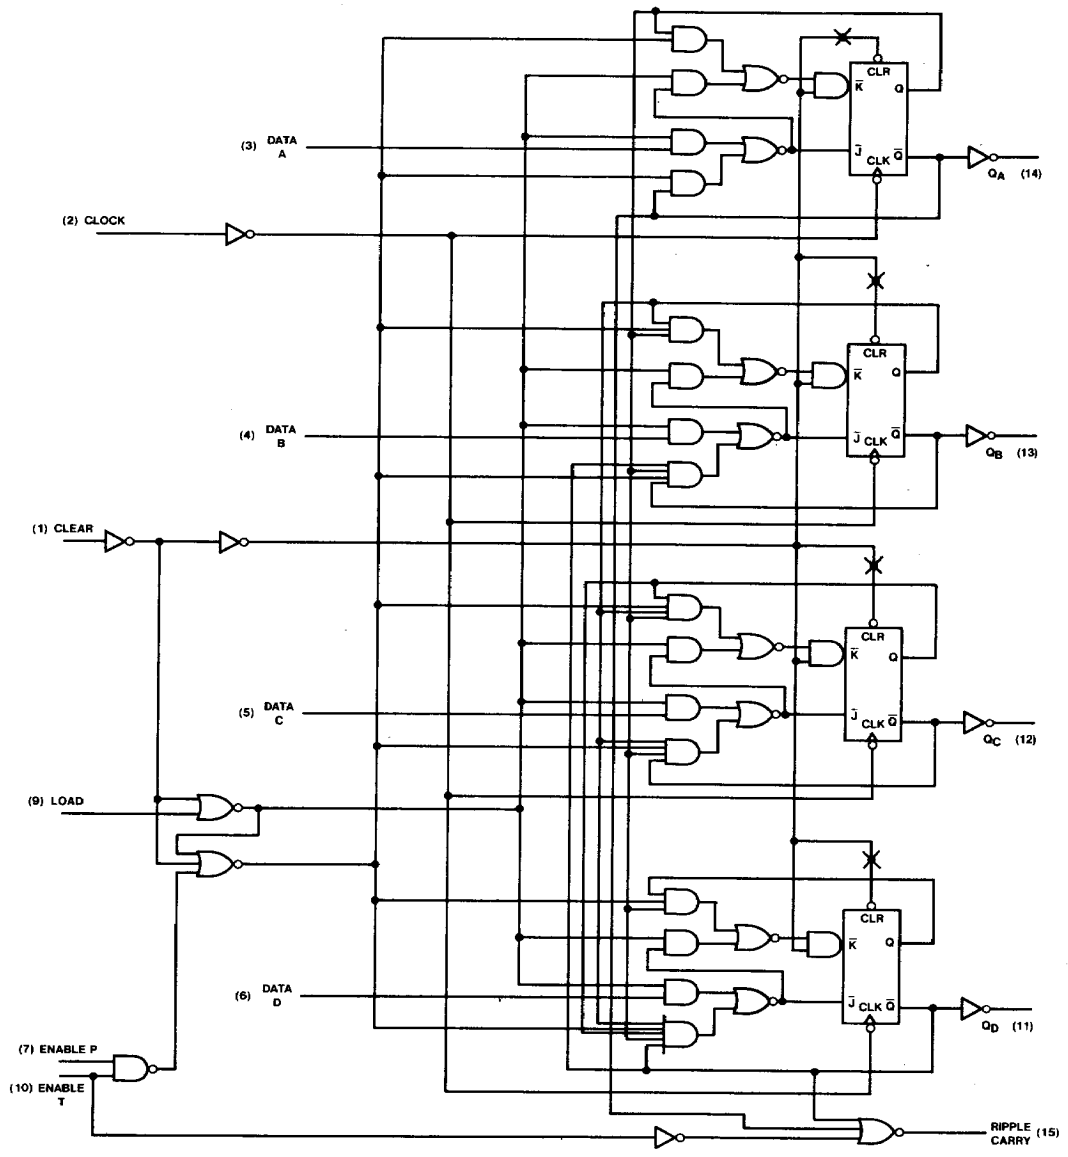 CLR
K̅
Q
(3) DATA
A
J̅
CLK
Q̅
QA (14)
(2) CLOCK
CLR
K̅
Q
(4) DATA
B
J̅
CLK
Q̅
QB (13)
(1) CLEAR
CLR
K̅
Q
(5) DATA
C
J̅
CLK
Q̅
QC (12)
(9) LOAD
CLR
K̅
Q
(6) DATA
D
J̅
CLK
Q̅
QD (11)
(7) ENABLE P
(10) ENABLE
T
RIPPLE
CARRY (15)